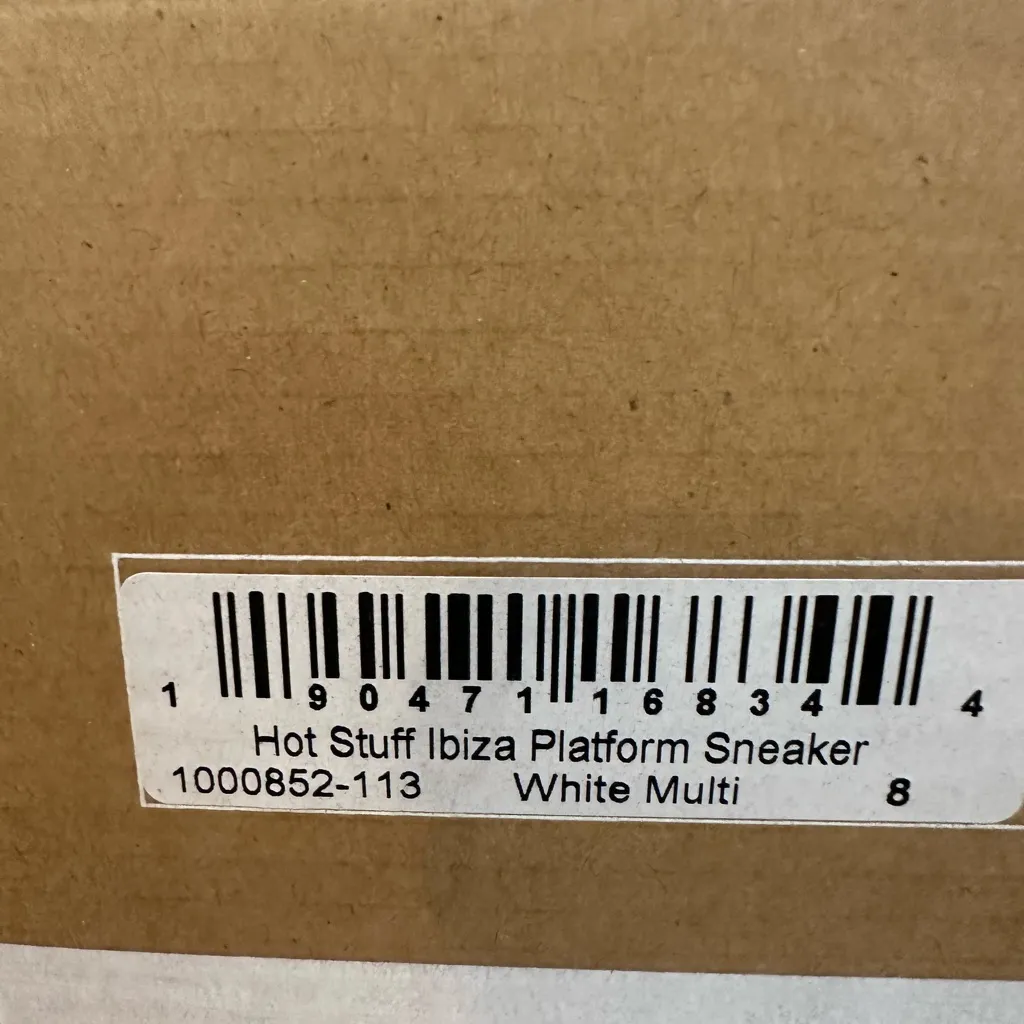 1 90471 16834 4
Hot Stuff Ibiza Platform Sneaker
1000852-113 White Multi 8